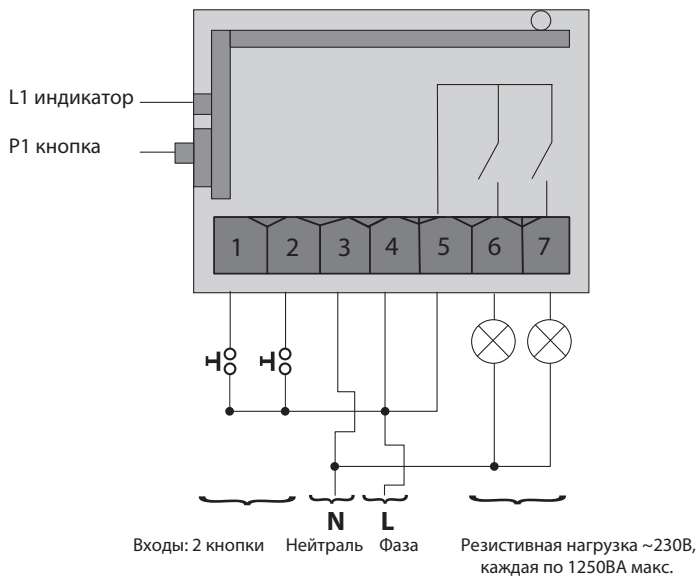 L1 индикатор
P1 кнопка
1 2 3 4 5 6 7
N L
Входы: 2 кнопки Нейтраль Фаза Резистивная нагрузка ~230В,
каждая по 1250ВА макс.